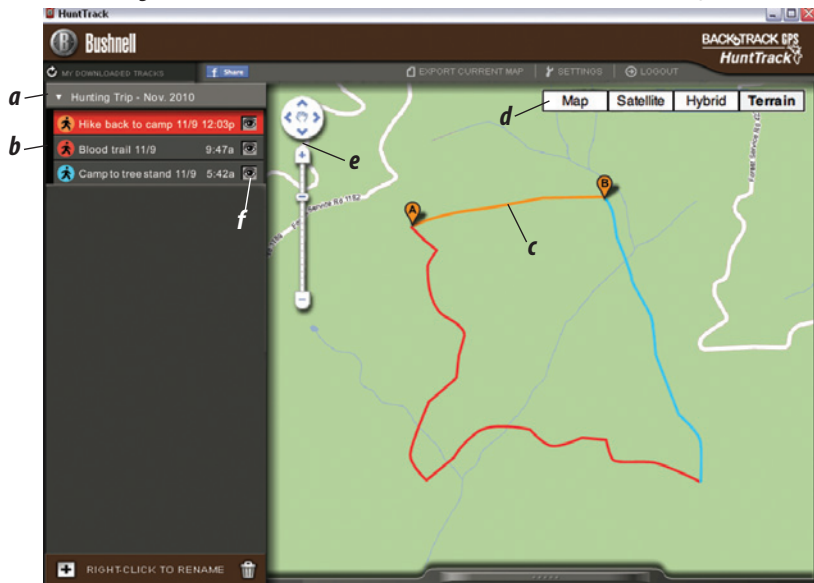 HuntTrack
B Bushnell
BACKTRACK GPS
HuntTrack
MY DOWNLOADED TRACKS
f Share
EXPORT CURRENT MAP
SETTINGS
LOGOUT
a
Hunting Trip - Nov. 2010
b
Hike back to camp 11/9 12:03p
Blood trail 11/9 9:47a
Camp to tree stand 11/9 5:42a
f
d
Map Satellite Hybrid Terrain
e
A
B
c
RIGHT-CLICK TO RENAME